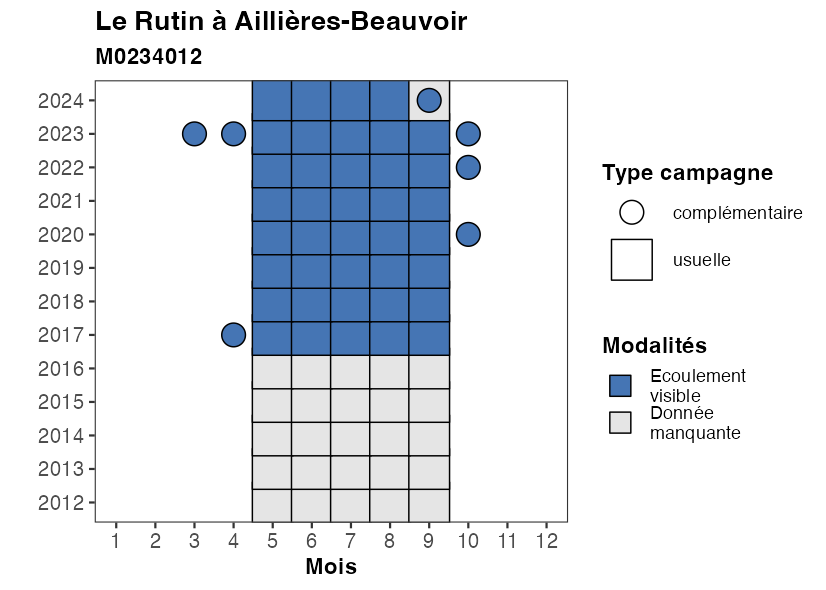 Le Rutin à Aillières-Beauvoir
M0234012
2024
2023
2022
2021
2020
2019
2018
2017
2016
2015
2014
2013
2012
1 2 3 4 5 6 7 8 9 10 11 12
Mois
Type campagne
complémentaire
usuelle
Modalités
Ecoulement
visible
Donnée
manquante